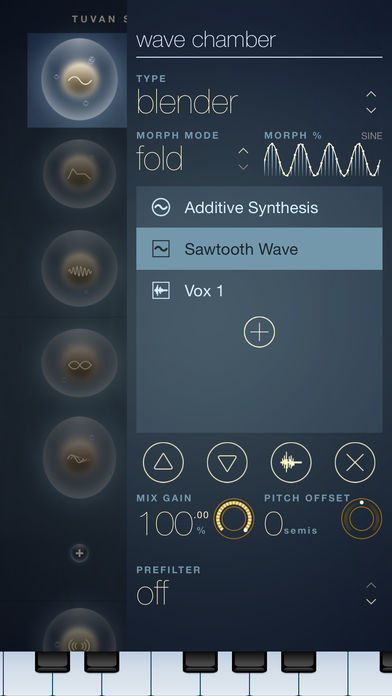 TUVAN S
wave chamber
TYPE
blender
MORPH MODE
MORPH %
SINE
fold
Additive Synthesis
Sawtooth Wave
Vox 1
MIX GAIN
PITCH OFFSET
100.00 %
0 semis
PREFILTER
off